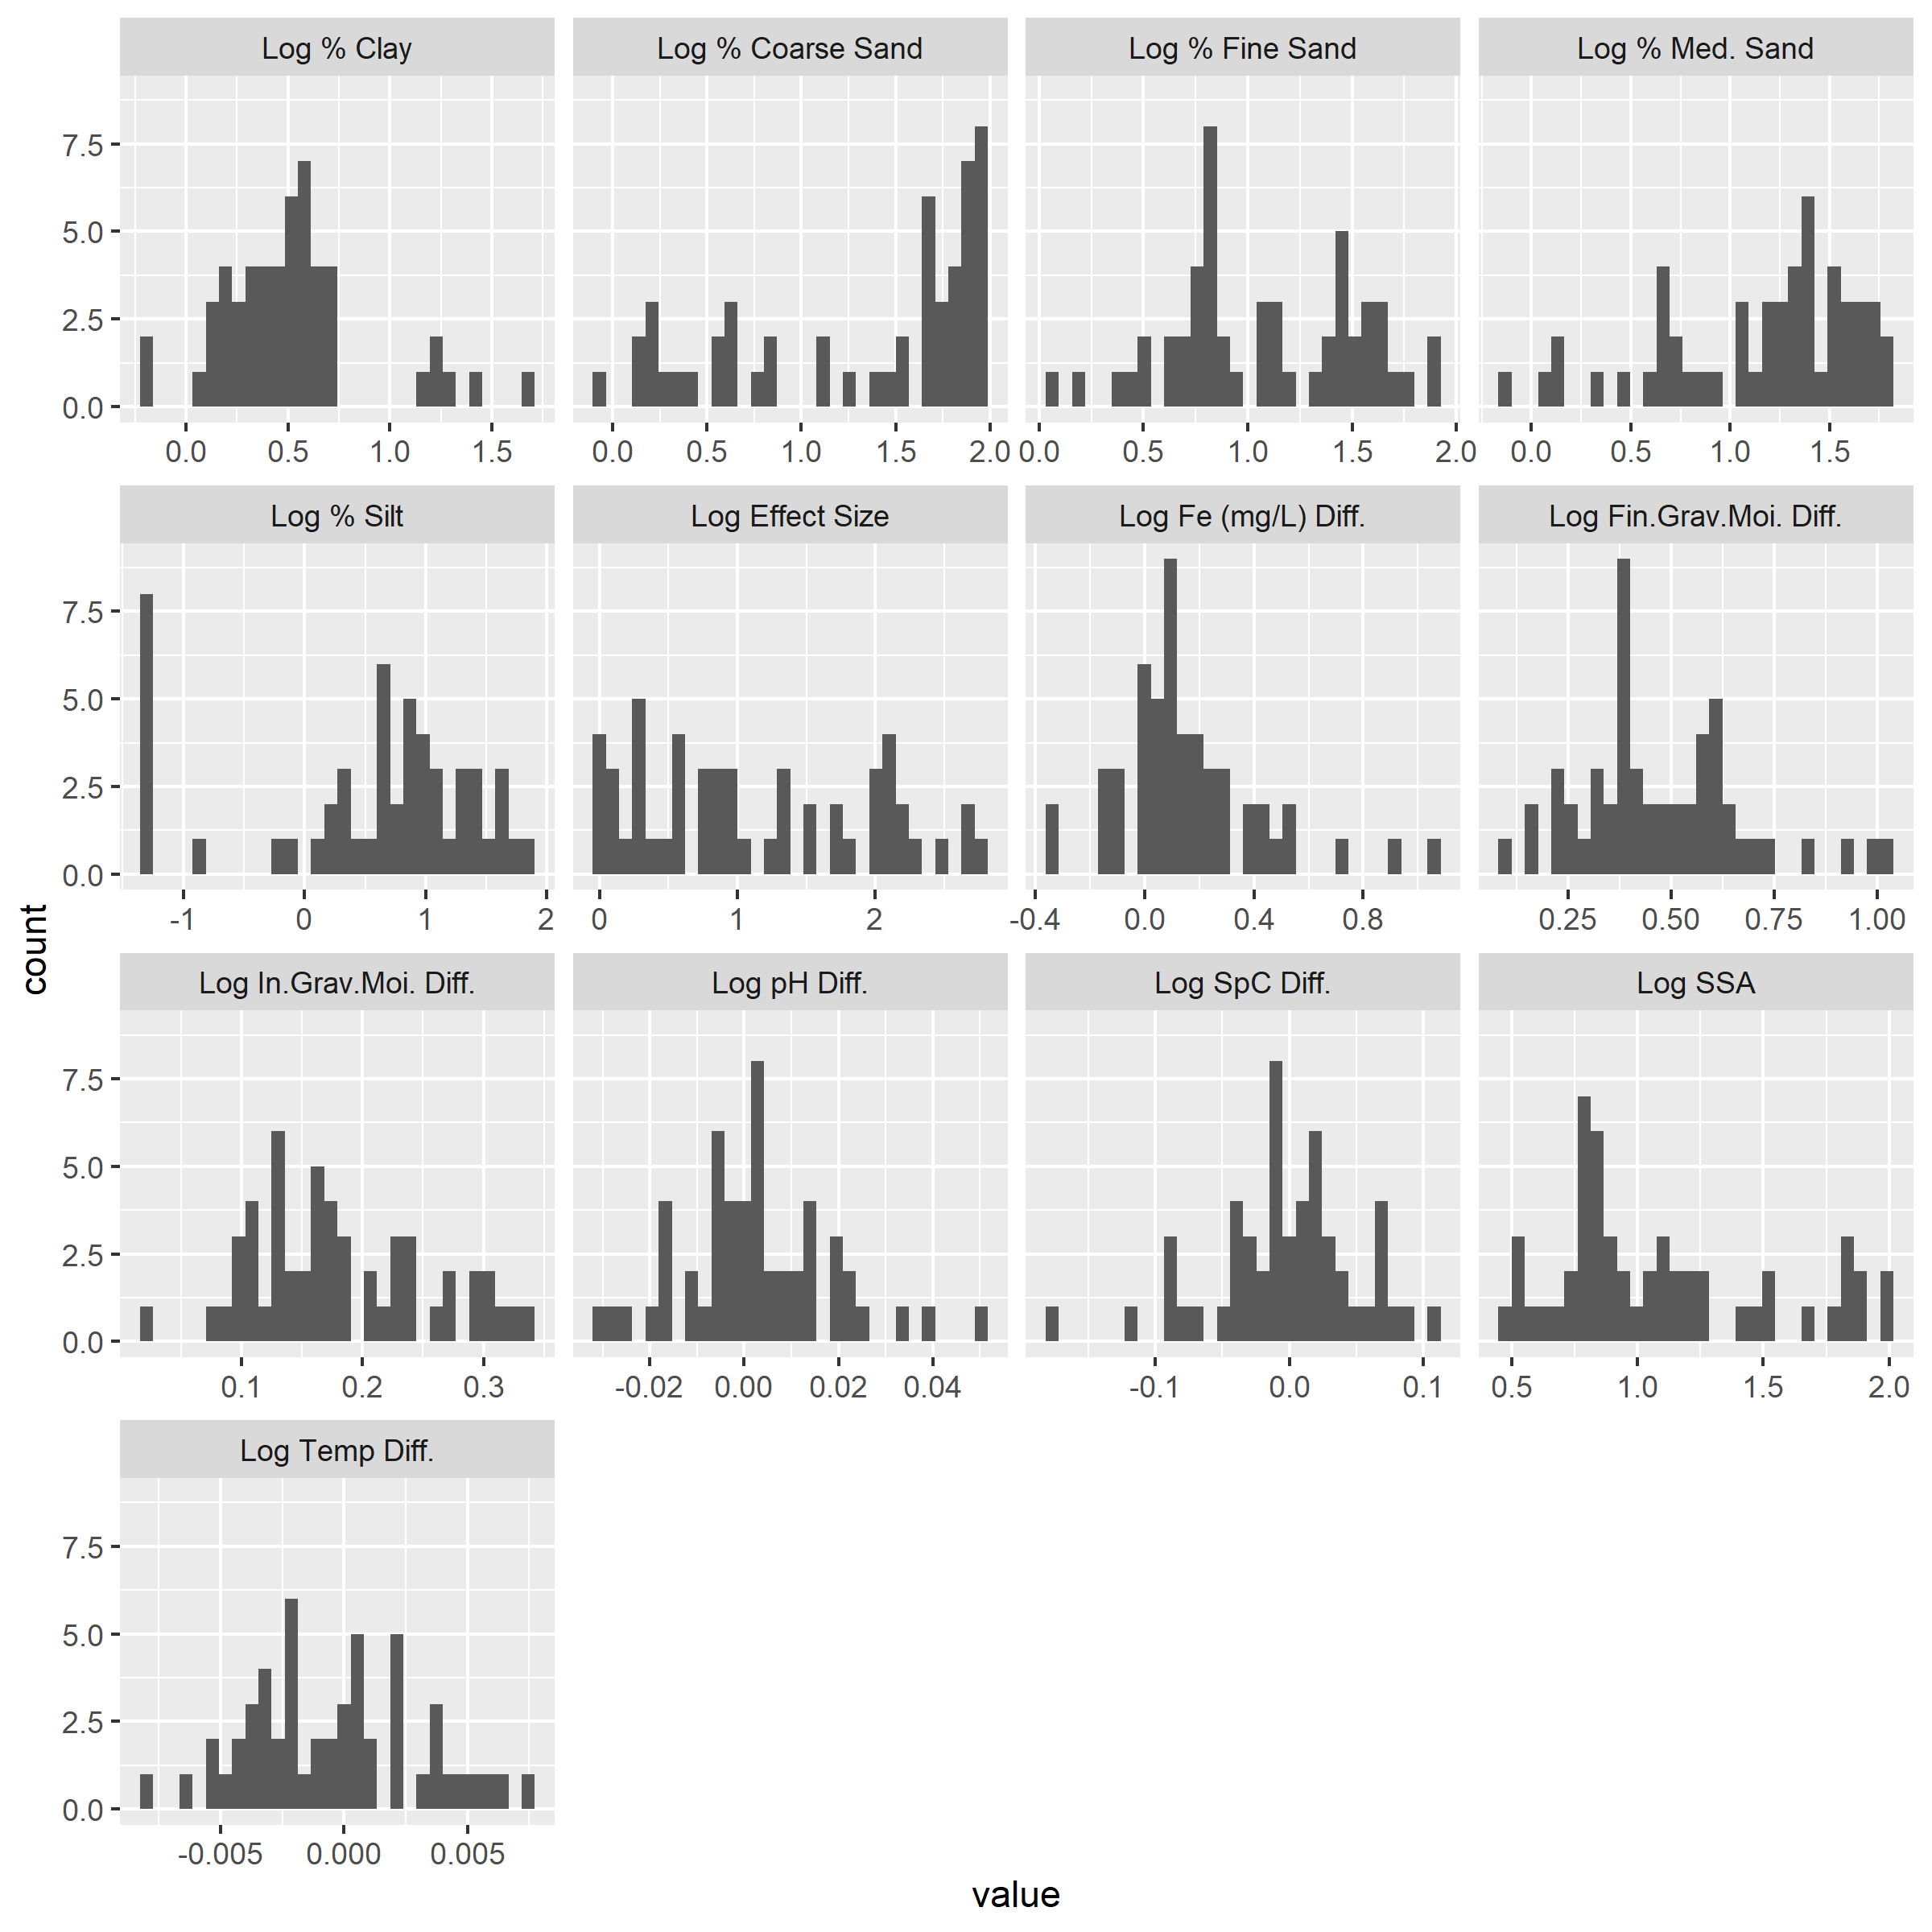 Log % Clay Log % Coarse Sand Log % Fine Sand Log % Med. Sand
7.5
5.0
2.5
0.0
0.0 0.5 1.0 1.5 0.0 0.5 1.0 1.5 2.0 0.0 0.5 1.0 1.5 2.0 0.0 0.5 1.0 1.5
Log % Silt Log Effect Size Log Fe (mg/L) Diff. Log Fin.Grav.Moi. Diff.
7.5
5.0
2.5
0.0
-1 0 1 2 0 1 2 -0.4 0.0 0.4 0.8 0.25 0.50 0.75 1.00
count
Log In.Grav.Moi. Diff. Log pH Diff. Log SpC Diff. Log SSA
7.5
5.0
2.5
0.0
0.1 0.2 0.3 -0.02 0.00 0.02 0.04 -0.1 0.0 0.1 0.5 1.0 1.5 2.0
Log Temp Diff.
7.5
5.0
2.5
0.0
-0.005 0.000 0.005
value